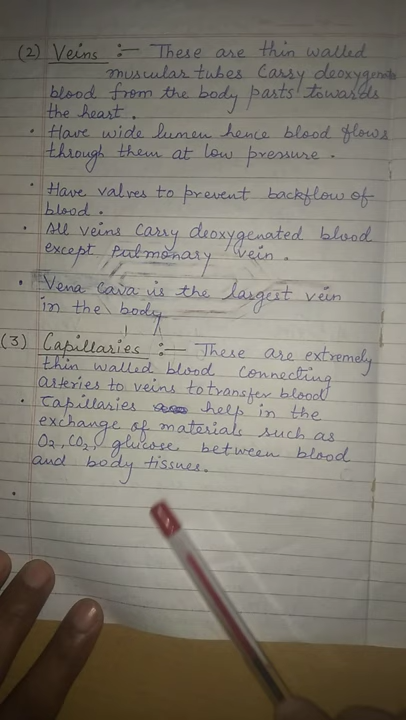 (2) Veins :— These are thin walled
muscular tubes Carry deoxygenate
blood from the body parts towards
the heart.
• Have wide lumen hence blood flows
through them at low pressure.
• Have valves to prevent backflow of
blood.
• All veins carry deoxygenated blood
except pulmonary vein.
• Vena Cava is the largest vein
in the body
(3) Capillaries :— These are extremely
thin walled blood connecting
arteries to veins to transfer blood
• Capillaries help in the
exchange of materials such as
O2, CO2, glucose between blood
and body tissues.
•